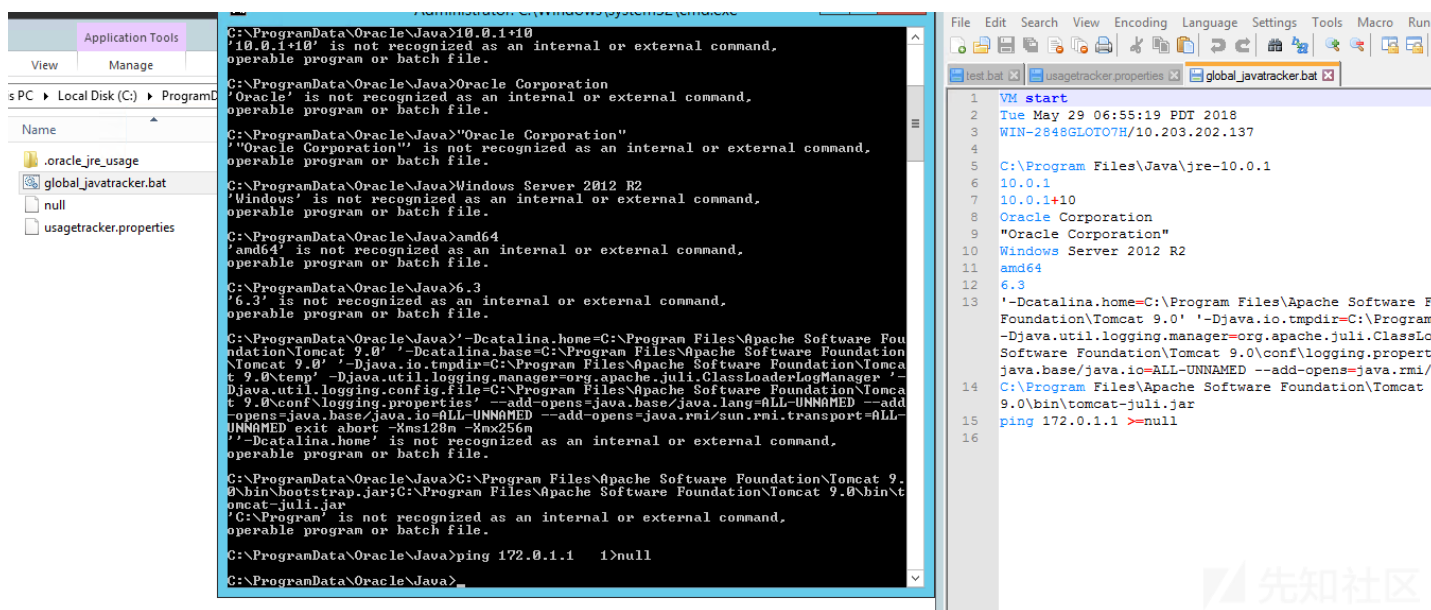 Application Tools
View Manage
s PC Local Disk (C:) ProgramD
Name
.oracle_jre_usage
global_javatracker.bat
null
usagetracker.properties
Administrator: C:\Windows\system32\cmd.exe
C:\ProgramData\Oracle\Java>10.0.1+10
'10.0.1+10' is not recognized as an internal or external command,
operable program or batch file.
C:\ProgramData\Oracle\Java>Oracle Corporation
'Oracle' is not recognized as an internal or external command,
operable program or batch file.
C:\ProgramData\Oracle\Java>"Oracle Corporation"
'"Oracle Corporation"' is not recognized as an internal or external command,
operable program or batch file.
C:\ProgramData\Oracle\Java>Windows Server 2012 R2
'Windows' is not recognized as an internal or external command,
operable program or batch file.
C:\ProgramData\Oracle\Java>amd64
'amd64' is not recognized as an internal or external command,
operable program or batch file.
C:\ProgramData\Oracle\Java>6.3
'6.3' is not recognized as an internal or external command,
operable program or batch file.
C:\ProgramData\Oracle\Java>'-Dcatalina.home=C:\Program Files\Apache Software Fou
ndation\Tomcat 9.0' '-Dcatalina.base=C:\Program Files\Apache Software Foundation
\Tomcat 9.0' '-Djava.io.tmpdir=C:\Program Files\Apache Software Foundation\Tomca
t 9.0\temp' -Djava.util.logging.manager=org.apache.juli.ClassLoaderLogManager '-
Djava.util.logging.config.file=C:\Program Files\Apache Software Foundation\Tomca
t 9.0\conf\logging.properties' --add-opens=java.base/java.lang=ALL-UNNAMED --add
-opens=java.base/java.io=ALL-UNNAMED --add-opens=java.rmi/sun.rmi.transport=ALL-
UNNAMED exit abort -Xms128m -Xmx256m
''-Dcatalina.home' is not recognized as an internal or external command,
operable program or batch file.
C:\ProgramData\Oracle\Java>C:\Program Files\Apache Software Foundation\Tomcat 9.
0\bin\bootstrap.jar;C:\Program Files\Apache Software Foundation\Tomcat 9.0\bin\t
omcat-juli.jar
'C:\Program' is not recognized as an internal or external command,
operable program or batch file.
C:\ProgramData\Oracle\Java>ping 172.0.1.1 1>null
C:\ProgramData\Oracle\Java>_
File Edit Search View Encoding Language Settings Tools Macro Run
test.bat usagetracker.properties global_javatracker.bat
1 VM start
2 Tue May 29 06:55:19 PDT 2018
3 WIN-2848GLOTO7H/10.203.202.137
4
5 C:\Program Files\Java\jre-10.0.1
6 10.0.1
7 10.0.1+10
8 Oracle Corporation
9 "Oracle Corporation"
10 Windows Server 2012 R2
11 amd64
12 6.3
13 '-Dcatalina.home=C:\Program Files\Apache Software F
Foundation\Tomcat 9.0' '-Djava.io.tmpdir=C:\Program
-Djava.util.logging.manager=org.apache.juli.ClassLo
Software Foundation\Tomcat 9.0\conf\logging.propert
java.base/java.io=ALL-UNNAMED --add-opens=java.rmi/
14 C:\Program Files\Apache Software Foundation\Tomcat
9.0\bin\tomcat-juli.jar
15 ping 172.0.1.1 >=null
16
先知社区